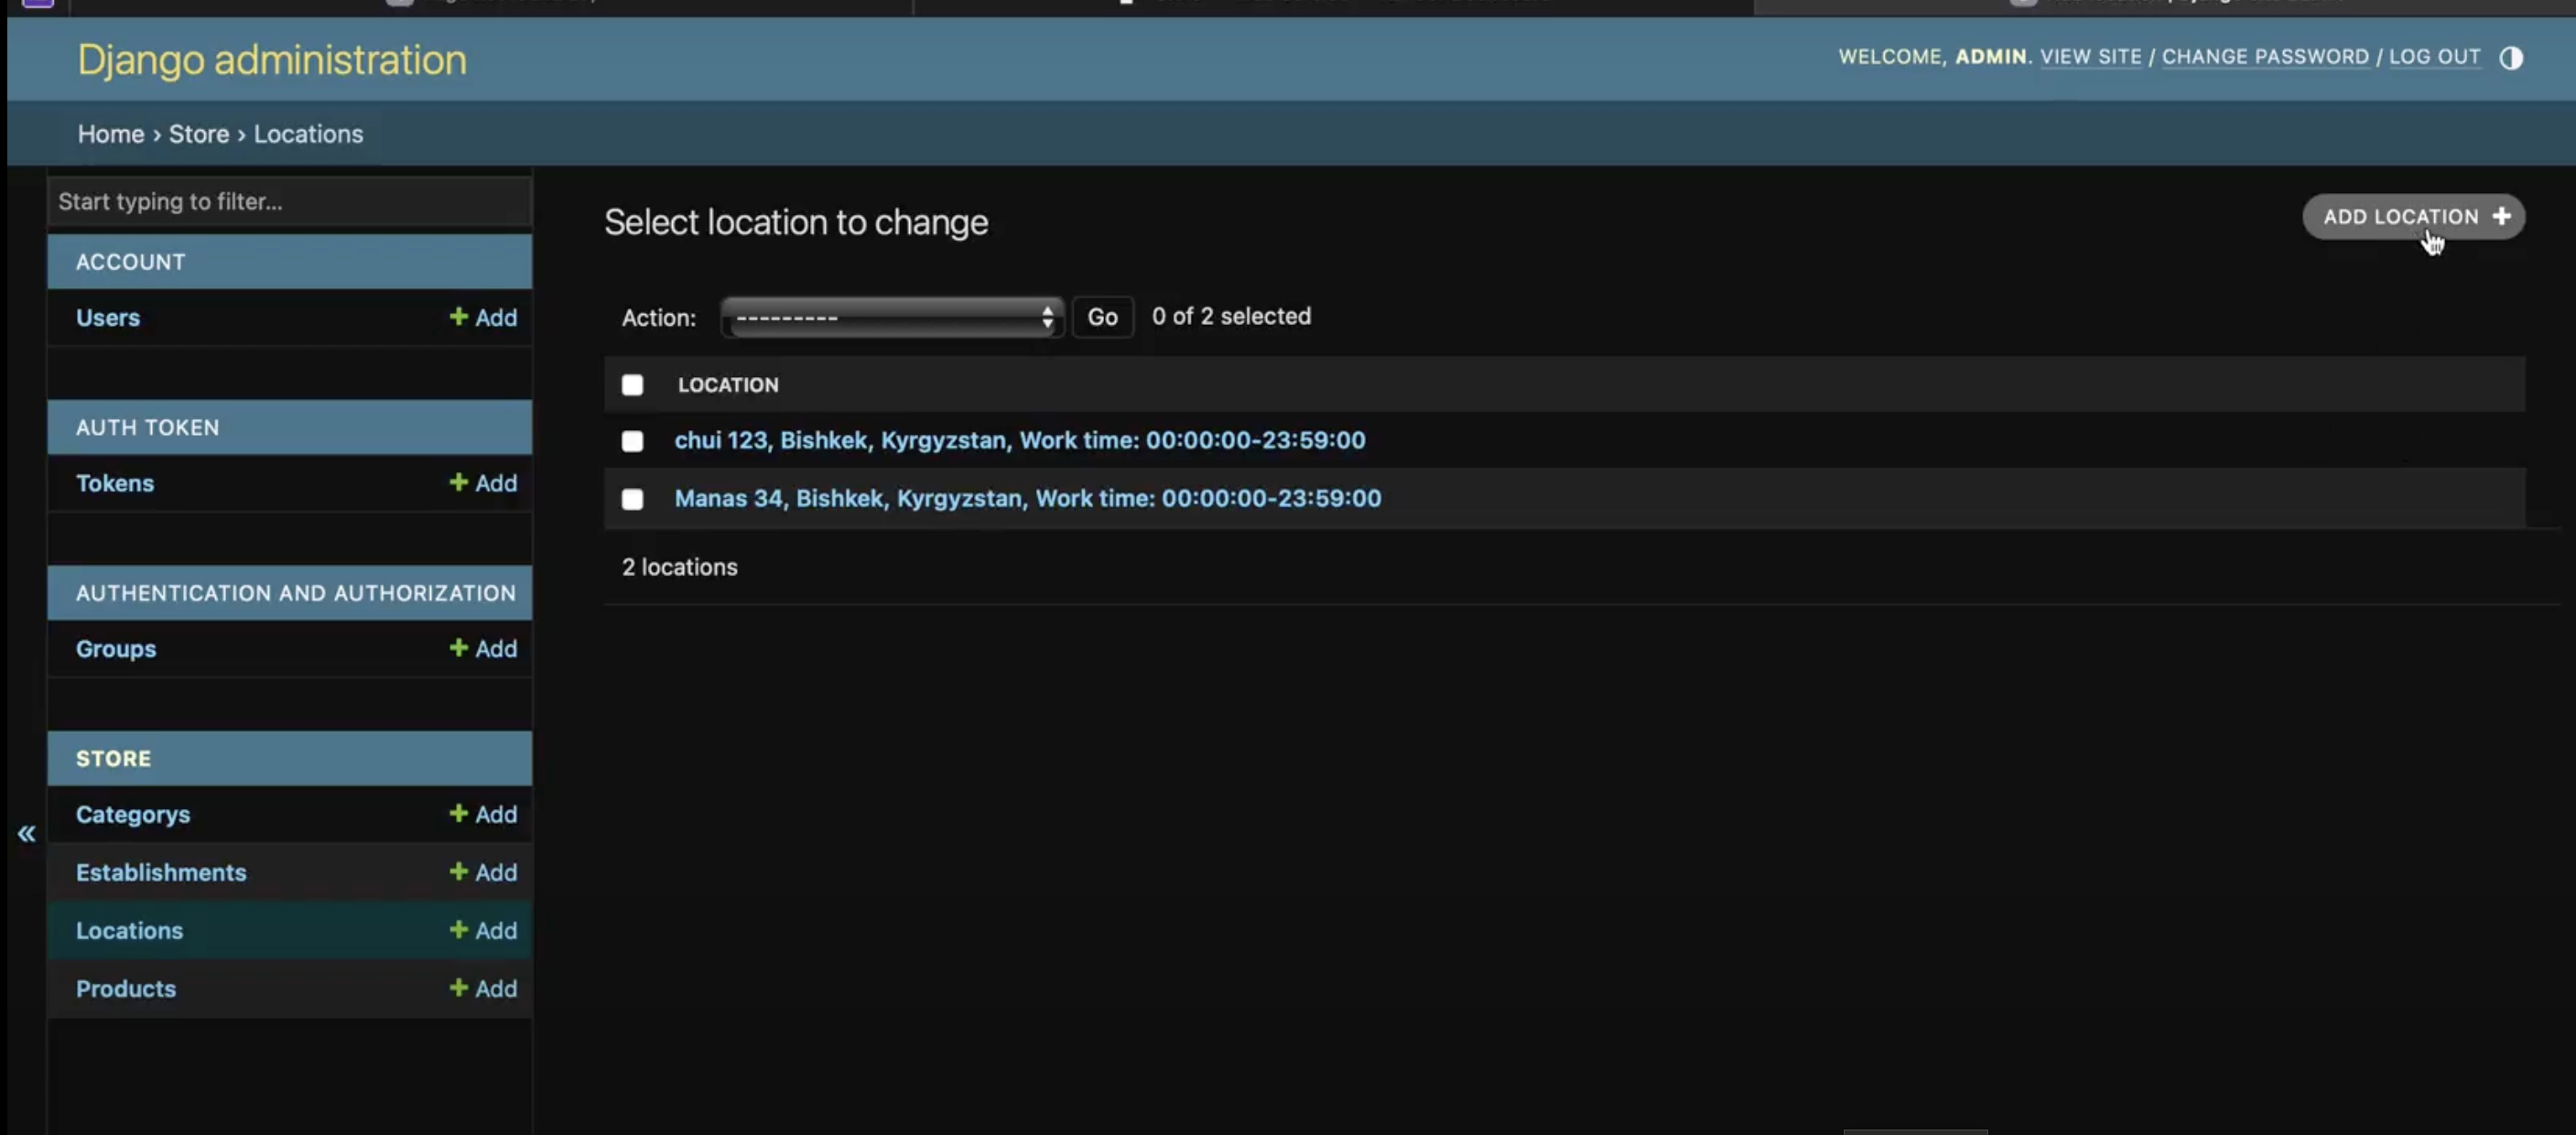 Django administration
WELCOME, ADMIN. VIEW SITE / CHANGE PASSWORD / LOG OUT
Home › Store › Locations
Start typing to filter...
ACCOUNT
Users + Add
AUTH TOKEN
Tokens + Add
AUTHENTICATION AND AUTHORIZATION
Groups + Add
STORE
Categorys + Add
Establishments + Add
Locations + Add
Products + Add
«
Select location to change
ADD LOCATION +
Action: --------- Go 0 of 2 selected
LOCATION
chui 123, Bishkek, Kyrgyzstan, Work time: 00:00:00-23:59:00
Manas 34, Bishkek, Kyrgyzstan, Work time: 00:00:00-23:59:00
2 locations